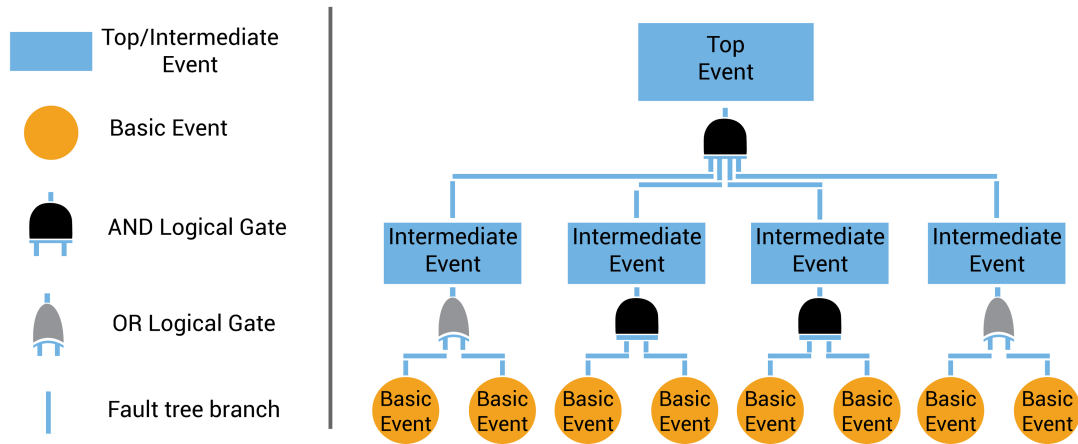 Top/Intermediate
Event
Basic Event
AND Logical Gate
OR Logical Gate
Fault tree branch
Top
Event
Intermediate
Event
Intermediate
Event
Intermediate
Event
Intermediate
Event
Basic
Event
Basic
Event
Basic
Event
Basic
Event
Basic
Event
Basic
Event
Basic
Event
Basic
Event